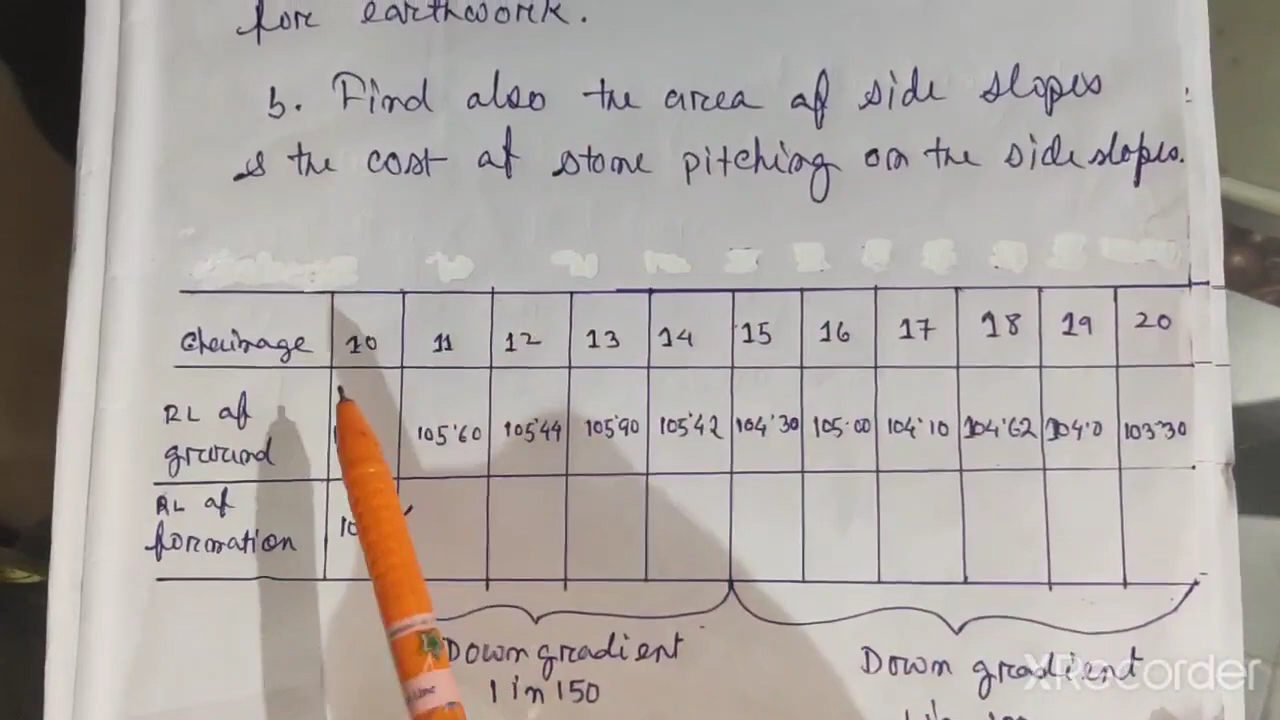 for earthwork.
b. Find also the area of side slopes
& the cost of stone pitching on the side slopes.
Chainage 10 11 12 13 14 15 16 17 18 19 20
RL of ground 105.60 105.44 105.90 105.42 104.30 105.00 104.10 104.62 104.0 103.30
RL of formation
Down gradient
1 in 150
Down gradient
XRecorder